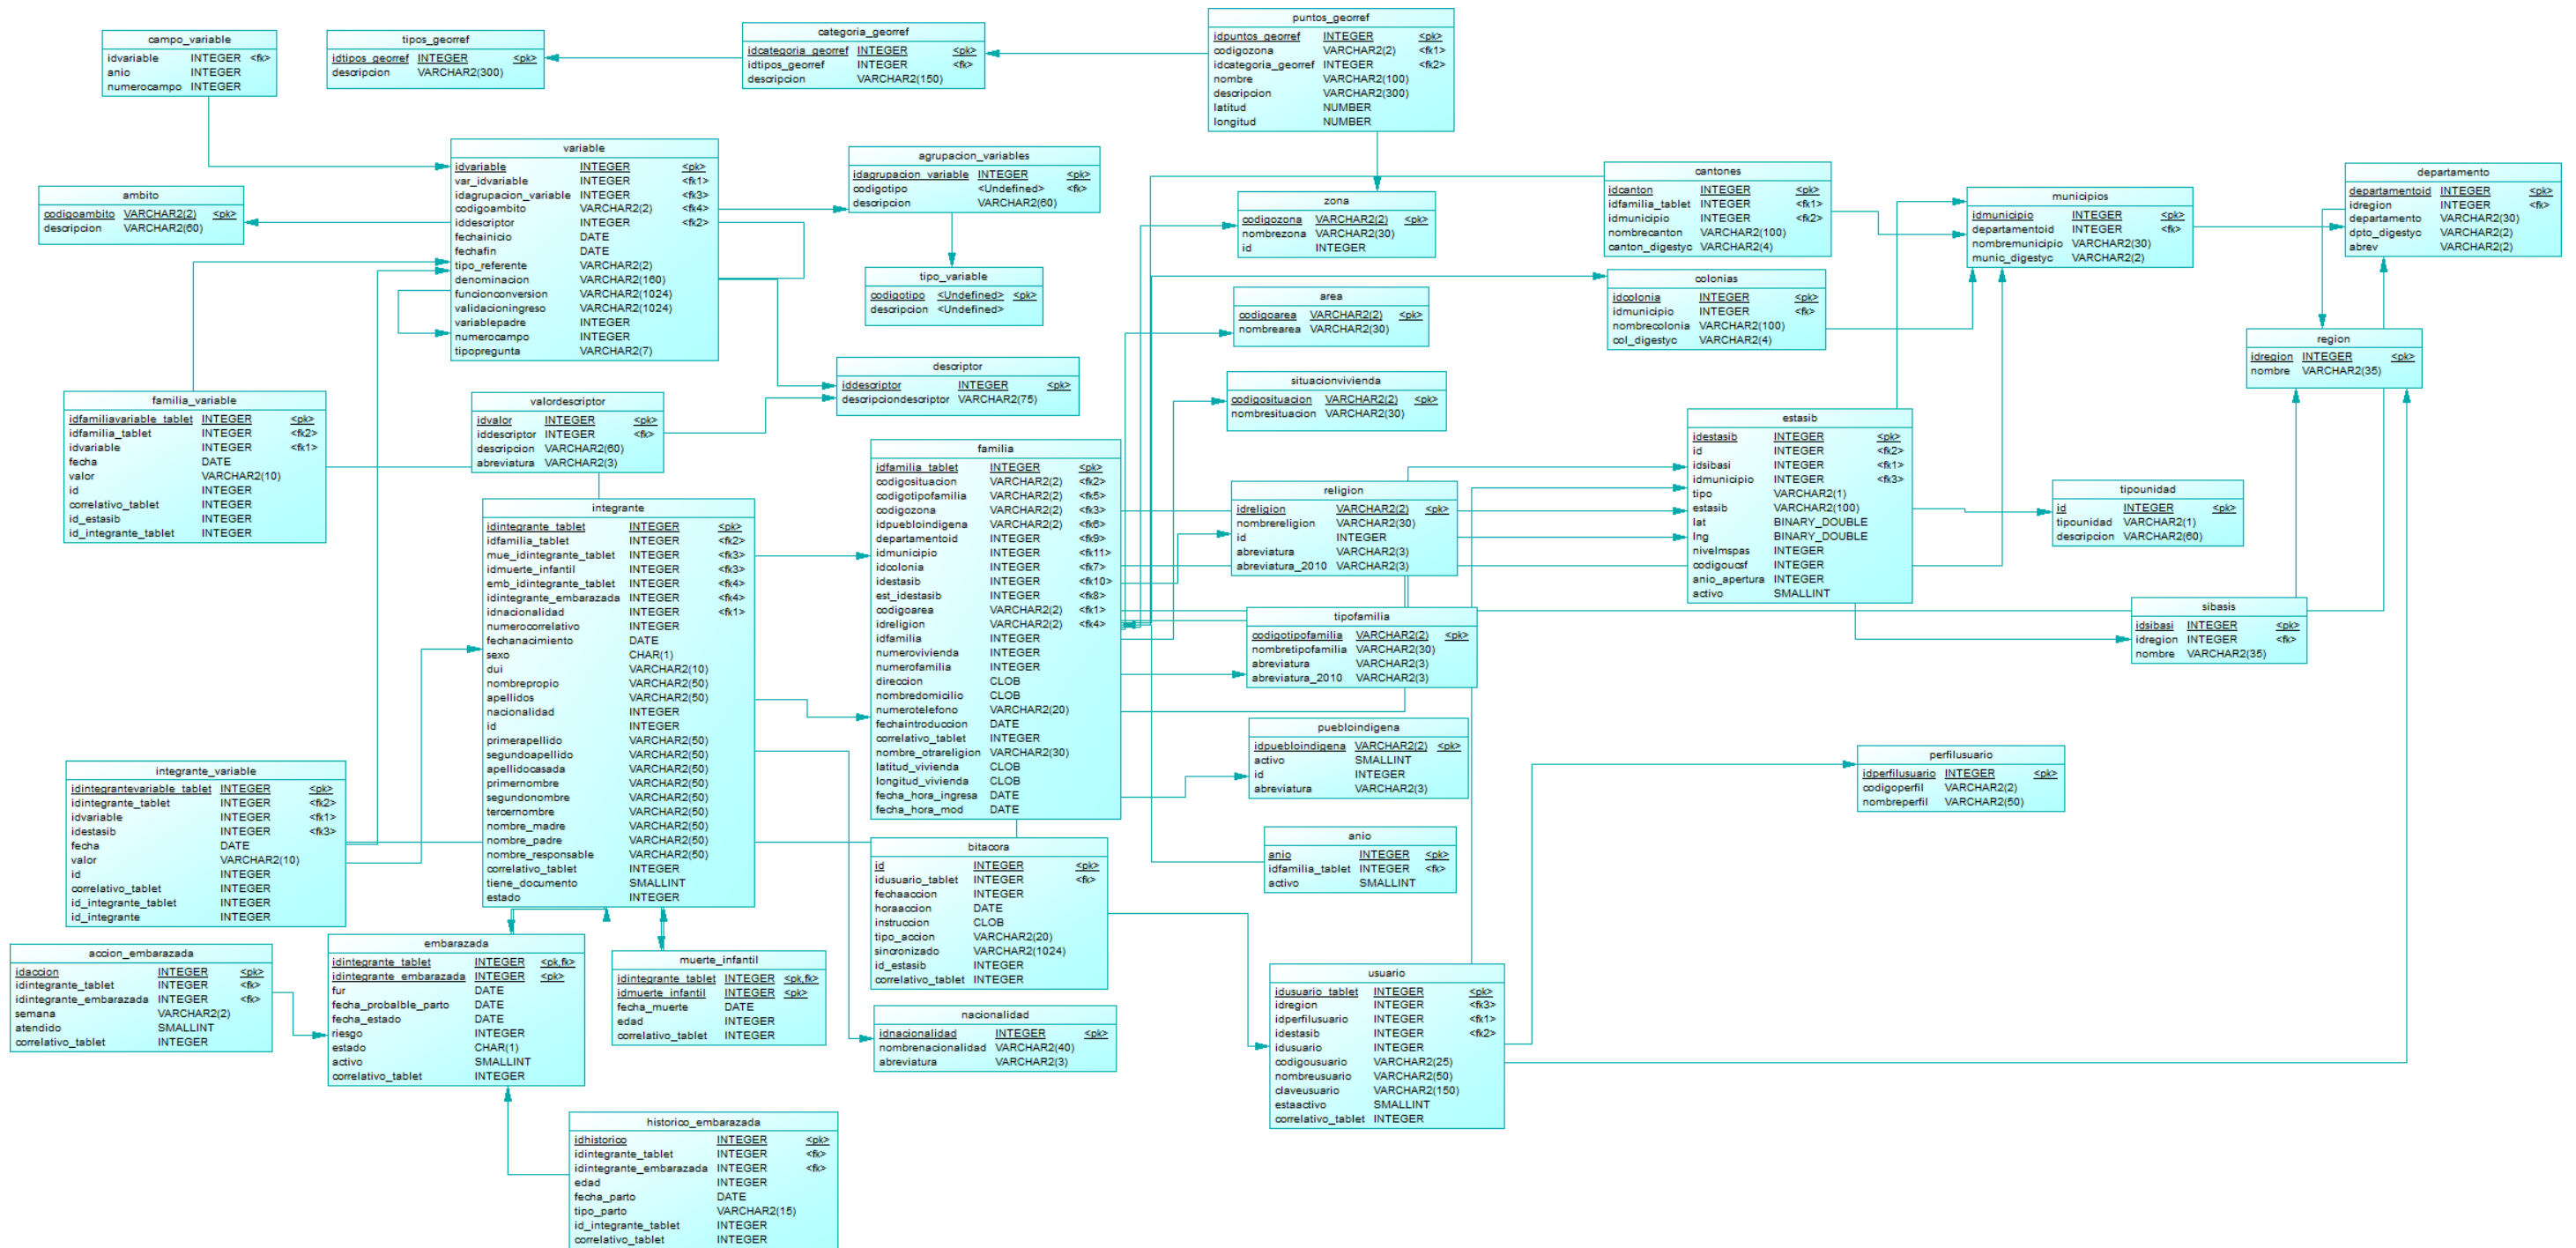 campo_variable
idvariable INTEGER <fk>
anio INTEGER
numerocampo INTEGER
tipos_georref
idtipos_georref INTEGER <pk>
descripcion VARCHAR2(300)
categoria_georref
idcategoria_georref INTEGER <pk>
idtipos_georref INTEGER <fk>
descripcion VARCHAR2(150)
puntos_georref
idpuntos_georref INTEGER <pk>
codigozona VARCHAR2(2) <fk1>
idcategoria_georref INTEGER <fk2>
nombre VARCHAR2(100)
descripcion VARCHAR2(300)
latitud NUMBER
longitud NUMBER
variable
idvariable INTEGER <pk>
var_idvariable INTEGER <fk1>
idagrupacion_variable INTEGER <fk3>
codigoambito VARCHAR2(2) <fk4>
iddescriptor INTEGER <fk2>
fechainicio DATE
fechafin DATE
tipo_referente VARCHAR2(2)
denominacion VARCHAR2(160)
funcionconversion VARCHAR2(1024)
validacioningreso VARCHAR2(1024)
variablepadre INTEGER
numerocampo INTEGER
tipopregunta VARCHAR2(7)
ambito
codigoambito VARCHAR2(2) <pk>
descripcion VARCHAR2(60)
agrupacion_variables
idagrupacion_variable INTEGER <pk>
codigotipo <Undefined> <fk>
descripcion VARCHAR2(60)
tipo_variable
codigotipo <Undefined> <pk>
descripcion <Undefined>
zona
codigozona VARCHAR2(2) <pk>
nombrezona VARCHAR2(30)
id INTEGER
cantones
idcanton INTEGER <pk>
idfamilia_tablet INTEGER <fk1>
idmunicipio INTEGER <fk2>
nombrecanton VARCHAR2(100)
canton_digestyc VARCHAR2(4)
municipios
idmunicipio INTEGER <pk>
departamentoid INTEGER <fk>
nombremunicipio VARCHAR2(30)
munic_digestyc VARCHAR2(2)
departamento
departamentoid INTEGER <pk>
idregion INTEGER <fk>
departamento VARCHAR2(30)
dpto_digestyc VARCHAR2(2)
abrev VARCHAR2(2)
colonias
idcolonia INTEGER <pk>
idmunicipio INTEGER <fk>
nombrecolonia VARCHAR2(100)
col_digestyc VARCHAR2(4)
area
codigoarea VARCHAR2(2) <pk>
nombrearea VARCHAR2(30)
region
idregion INTEGER <pk>
nombre VARCHAR2(35)
descriptor
iddescriptor INTEGER <pk>
descripciondescriptor VARCHAR2(75)
situacionvivienda
codigosituacion VARCHAR2(2) <pk>
nombresituacion VARCHAR2(30)
familia_variable
idfamiliavariable_tablet INTEGER <pk>
idfamilia_tablet INTEGER <fk2>
idvariable INTEGER <fk1>
fecha DATE
valor VARCHAR2(10)
id INTEGER
correlativo_tablet INTEGER
id_estasib INTEGER
id_integrante_tablet INTEGER
valordescriptor
idvalor INTEGER <pk>
iddescriptor INTEGER <fk>
descripcion VARCHAR2(60)
abreviatura VARCHAR2(3)
familia
idfamilia_tablet INTEGER <pk>
codigosituacion VARCHAR2(2) <fk2>
codigotipofamilia VARCHAR2(2) <fk5>
codigozona VARCHAR2(2) <fk3>
idpuebloindigena VARCHAR2(2) <fk6>
departamentoid INTEGER <fk9>
idmunicipio INTEGER <fk11>
idcolonia INTEGER <fk7>
idestasib INTEGER <fk10>
est_idestasib INTEGER <fk8>
codigoarea VARCHAR2(2) <fk1>
idreligion VARCHAR2(2) <fk4>
idfamilia INTEGER
numerovivienda INTEGER
numerofamilia INTEGER
direccion CLOB
nombredomicilio CLOB
numerotelefono VARCHAR2(20)
fechaintroduccion DATE
correlativo_tablet INTEGER
nombre_otrareligion VARCHAR2(30)
latitud_vivienda CLOB
longitud_vivienda CLOB
fecha_hora_ingresa DATE
fecha_hora_mod DATE
estasib
idestasib INTEGER <pk>
id INTEGER <fk2>
idsibasi INTEGER <fk1>
idmunicipio INTEGER <fk3>
tipo VARCHAR2(1)
estasib VARCHAR2(100)
lat BINARY_DOUBLE
lng BINARY_DOUBLE
nivelmspas INTEGER
codigoucsf INTEGER
anio_apertura INTEGER
activo SMALLINT
religion
idreligion VARCHAR2(2) <pk>
nombrereligion VARCHAR2(30)
id INTEGER
abreviatura VARCHAR2(3)
abreviatura_2010 VARCHAR2(3)
tipounidad
id INTEGER <pk>
tipounidad VARCHAR2(1)
descripcion VARCHAR2(60)
integrante
idintegrante_tablet INTEGER <pk>
idfamilia_tablet INTEGER <fk2>
mue_idintegrante_tablet INTEGER <fk3>
idmuerte_infantil INTEGER <fk3>
emb_idintegrante_tablet INTEGER <fk4>
idintegrante_embarazada INTEGER <fk4>
idnacionalidad INTEGER <fk1>
numerocorrelativo INTEGER
fechanacimiento DATE
sexo CHAR(1)
dui VARCHAR2(10)
nombrepropio VARCHAR2(50)
apellidos VARCHAR2(50)
nacionalidad INTEGER
id INTEGER
primerapellido VARCHAR2(50)
segundoapellido VARCHAR2(50)
apellidocasada VARCHAR2(50)
primernombre VARCHAR2(50)
segundonombre VARCHAR2(50)
tercernombre VARCHAR2(50)
nombre_madre VARCHAR2(50)
nombre_padre VARCHAR2(50)
nombre_responsable VARCHAR2(50)
correlativo_tablet INTEGER
tiene_documento SMALLINT
estado INTEGER
sibasis
idsibasi INTEGER <pk>
idregion INTEGER <fk>
nombre VARCHAR2(35)
tipofamilia
codigotipofamilia VARCHAR2(2) <pk>
nombretipofamilia VARCHAR2(30)
abreviatura VARCHAR2(3)
abreviatura_2010 VARCHAR2(3)
puebloindigena
idpuebloindigena VARCHAR2(2) <pk>
activo SMALLINT
id INTEGER
abreviatura VARCHAR2(3)
perfilusuario
idperfilusuario INTEGER <pk>
codigoperfil VARCHAR2(2)
nombreperfil VARCHAR2(50)
integrante_variable
idintegrantevariable_tablet INTEGER <pk>
idintegrante_tablet INTEGER <fk2>
idvariable INTEGER <fk1>
idestasib INTEGER <fk3>
fecha DATE
valor VARCHAR2(10)
id INTEGER
correlativo_tablet INTEGER
id_integrante_tablet INTEGER
id_integrante INTEGER
anio
anio INTEGER <pk>
idfamilia_tablet INTEGER <fk>
activo SMALLINT
bitacora
id INTEGER <pk>
idusuario_tablet INTEGER <fk>
fechaaccion INTEGER
horaaccion DATE
instruccion CLOB
tipo_accion VARCHAR2(20)
sincronizado VARCHAR2(1024)
id_estasib INTEGER
correlativo_tablet INTEGER
accion_embarazada
idaccion INTEGER <pk>
idintegrante_tablet INTEGER <fk>
idintegrante_embarazada INTEGER <fk>
semana VARCHAR2(2)
atendido SMALLINT
correlativo_tablet INTEGER
embarazada
idintegrante_tablet INTEGER <pk,fk>
idintegrante_embarazada INTEGER <pk>
fur DATE
fecha_probalble_parto DATE
fecha_estado DATE
riesgo INTEGER
estado CHAR(1)
activo SMALLINT
correlativo_tablet INTEGER
muerte_infantil
idintegrante_tablet INTEGER <pk,fk>
idmuerte_infantil INTEGER <pk>
fecha_muerte DATE
edad INTEGER
correlativo_tablet INTEGER
nacionalidad
idnacionalidad INTEGER <pk>
nombrenacionalidad VARCHAR2(40)
abreviatura VARCHAR2(3)
usuario
idusuario_tablet INTEGER <pk>
idregion INTEGER <fk3>
idperfilusuario INTEGER <fk1>
idestasib INTEGER <fk2>
idusuario INTEGER
codigousuario VARCHAR2(25)
nombreusuario VARCHAR2(50)
claveusuario VARCHAR2(150)
estaactivo SMALLINT
correlativo_tablet INTEGER
historico_embarazada
idhistorico INTEGER <pk>
idintegrante_tablet INTEGER <fk>
idintegrante_embarazada INTEGER <fk>
edad INTEGER
fecha_parto DATE
tipo_parto VARCHAR2(15)
id_integrante_tablet INTEGER
correlativo_tablet INTEGER